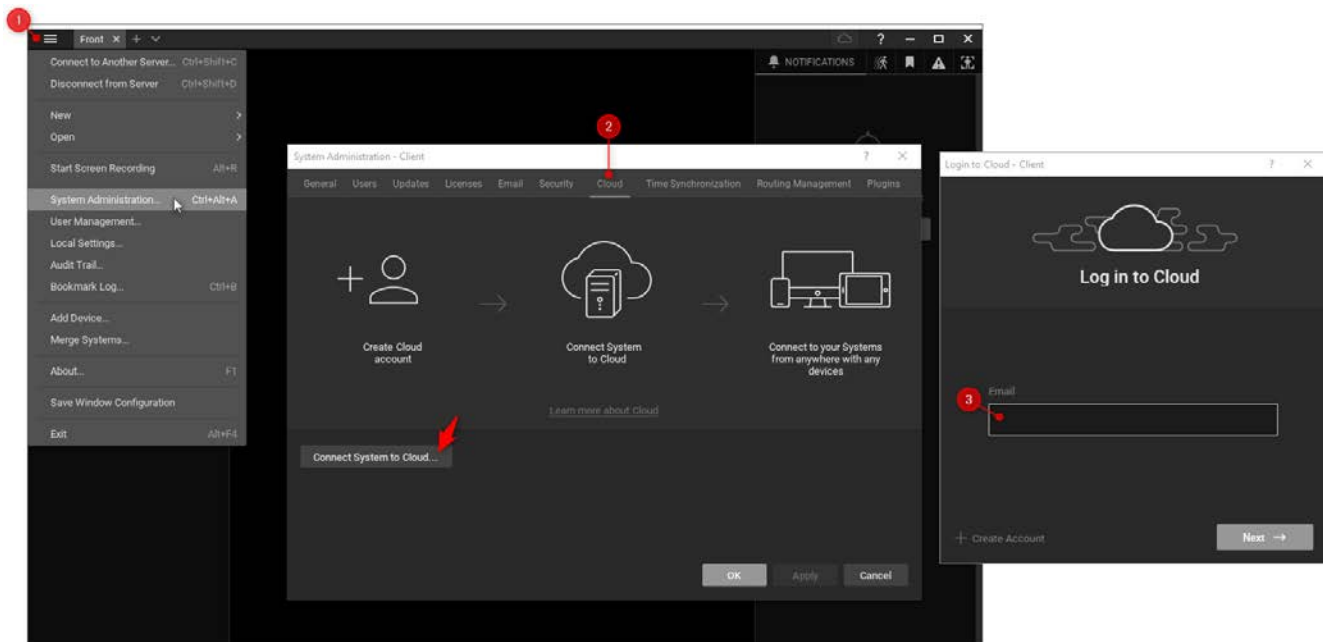 1
Front
?
Connect to Another Server... Ctrl+Shift+C
Disconnect from Server Ctrl+Shift+D
New
Open
Start Screen Recording Alt+R
System Administration... Ctrl+Alt+A
User Management...
Local Settings...
Audit Trail...
Bookmark Log... Ctrl+B
Add Device...
Merge Systems...
About... F1
Save Window Configuration
Exit Alt+F4
NOTIFICATIONS
2
System Administration - Client ?
General Users Updates Licenses Email Security Cloud Time Synchronization Routing Management Plugins
Create Cloud
account
Connect System
to Cloud
Connect to your Systems
from anywhere with any
devices
Learn more about Cloud
Connect System to Cloud...
OK Apply Cancel
Login to Cloud - Client ?
Log in to Cloud
Email
3
+ Create Account
Next →